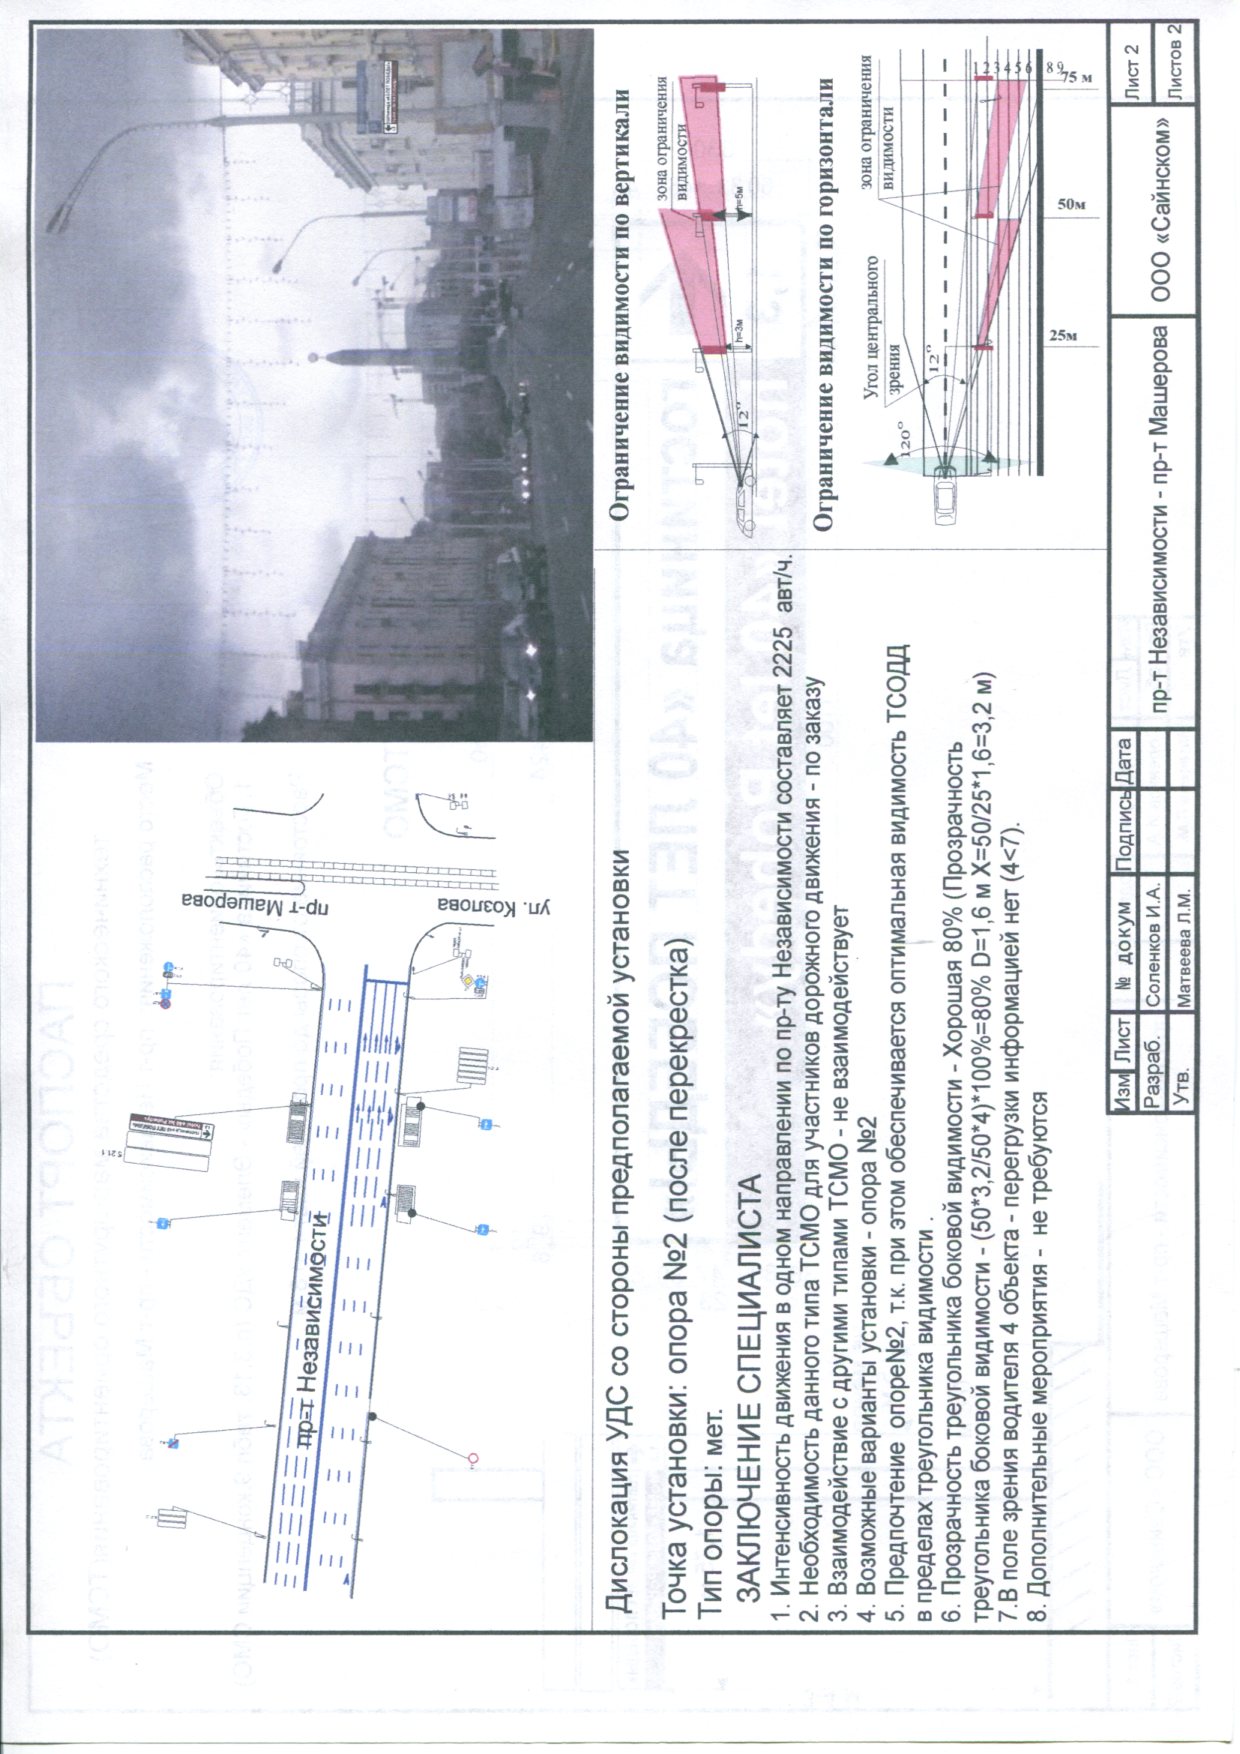 пр-т Машерова
ул. Козлова
5.21.1
пр-т Независимости
Дислокация УДС со стороны предполагаемой установки
Точка установки: опора №2 (после перекрестка)
Тип опоры: мет.
ЗАКЛЮЧЕНИЕ СПЕЦИАЛИСТА
1. Интенсивность движения в одном направлении по пр-ту Независимости составляет 2225 авт/ч.
2. Необходимость данного типа ТСМО для участников дорожного движения - по заказу
3. Взаимодействие с другими типами ТСМО - не взаимодействует
4. Возможные варианты установки - опора №2
5. Предпочтение опоре№2, т.к. при этом обеспечивается оптимальная видимость ТСОДД
в пределах треугольника видимости .
6. Прозрачность треугольника боковой видимости - Хорошая 80% (Прозрачность
треугольника боковой видимости - (50*3,2/50*4)*100%=80% D=1,6 м X=50/25*1,6=3,2 м)
7.В поле зрения водителя 4 объекта - перегрузки информацией нет (4<7).
8. Дополнительные мероприятия - не требуются
Ограничение видимости по вертикали
зона ограничения
видимости
12°
h=3м
h=5м
Ограничение видимости по горизонтали
Угол центрального
зрения
зона ограничения
видимости
120°
12°
1 2 3 4 5 6 8 9
25м
50м
75 м
Изм Лист № докум Подпись Дата
Разраб. Соленков И.А.
Утв. Матвеева Л.М.
пр-т Независимости - пр-т Машерова
ООО «Сайнском»
Лист 2
Листов 2